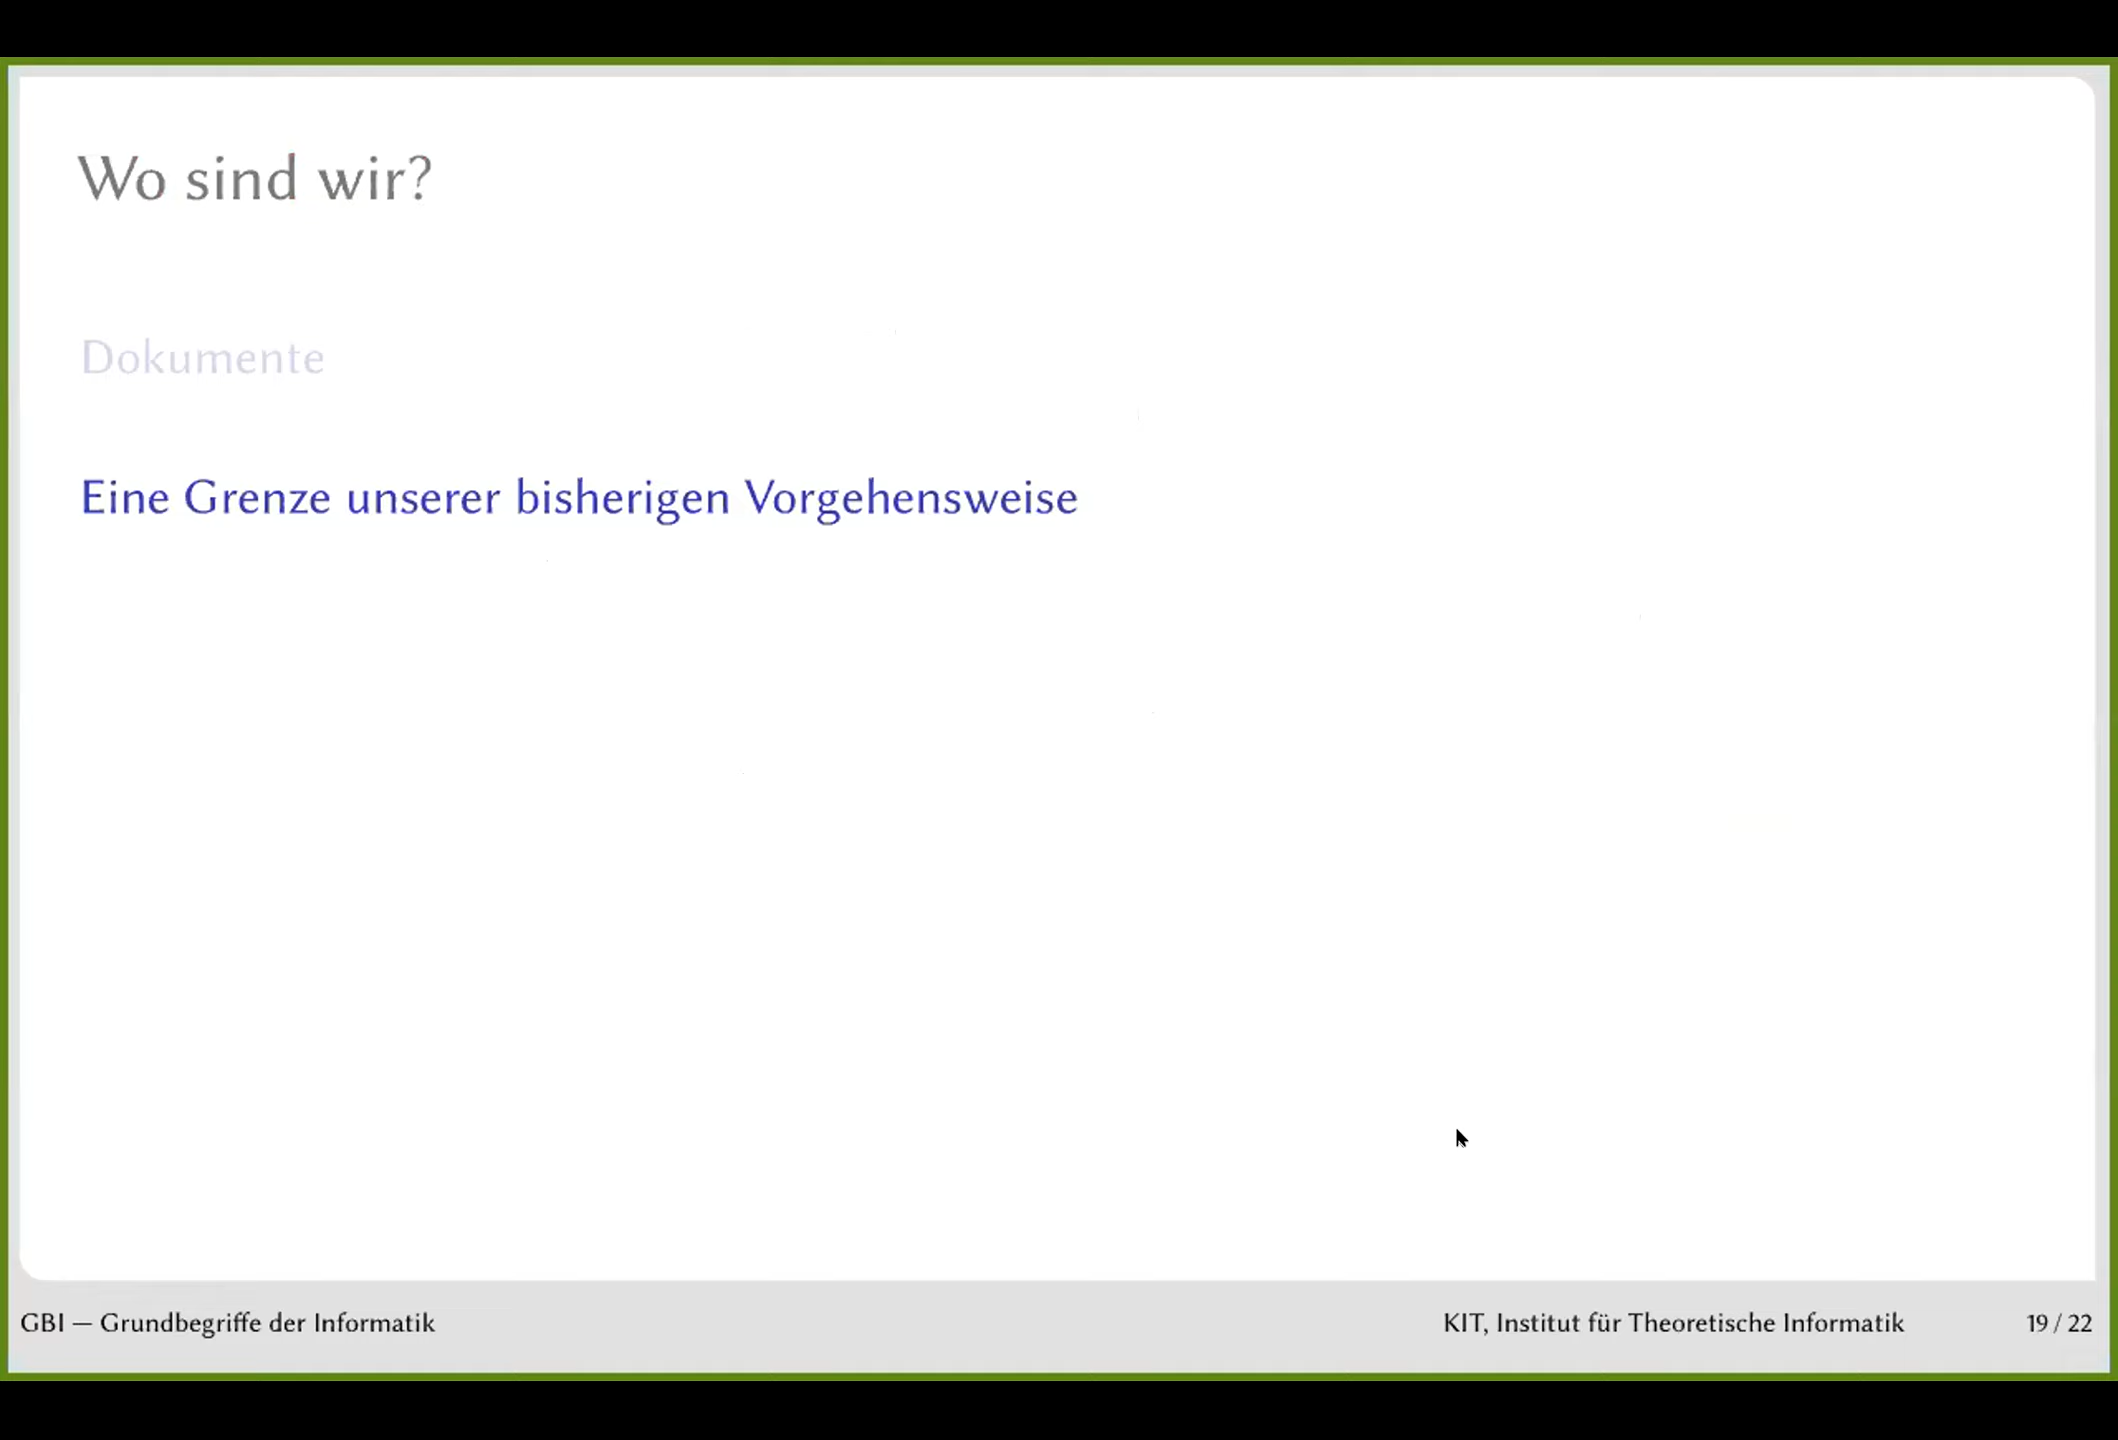 Wo sind wir?
Dokumente
Eine Grenze unserer bisherigen Vorgehensweise
GBI — Grundbegriffe der Informatik
KIT, Institut für Theoretische Informatik
19 / 22